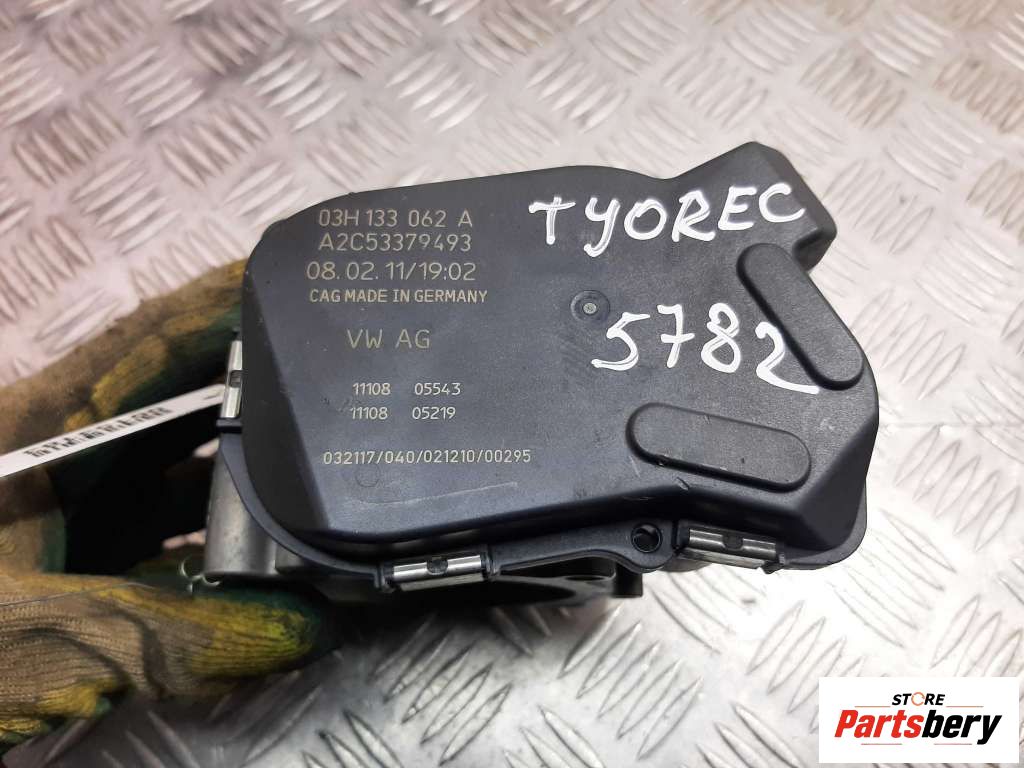 03H 133 062 A
A2C53379493
08.02.11/19:02
CAG MADE IN GERMANY
VW AG
11108 05543
11108 05219
032117/040/021210/00295
TYOREC
5782
STORE
Partsbery